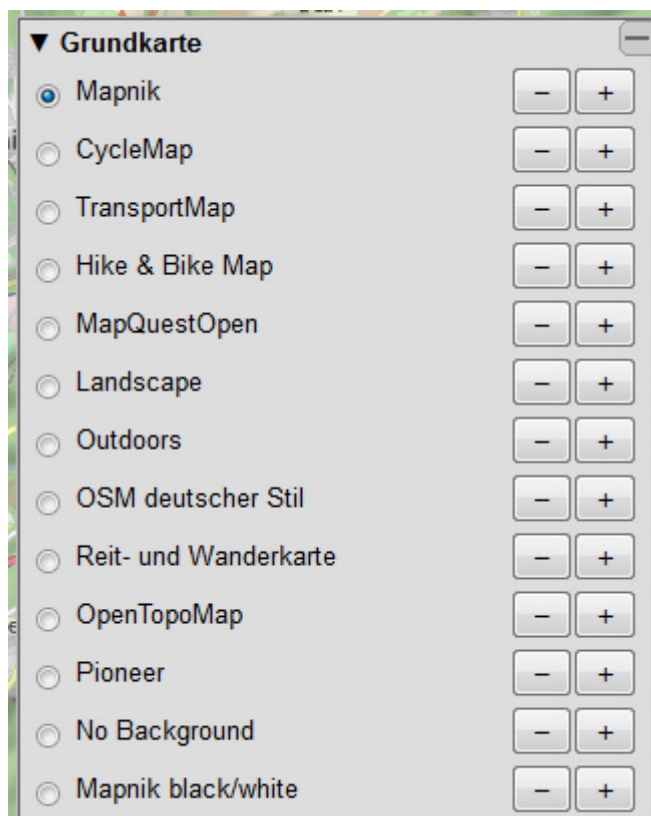 ▼ Grundkarte
Mapnik − +
CycleMap − +
TransportMap − +
Hike & Bike Map − +
MapQuestOpen − +
Landscape − +
Outdoors − +
OSM deutscher Stil − +
Reit- und Wanderkarte − +
OpenTopoMap − +
Pioneer − +
No Background − +
Mapnik black/white − +